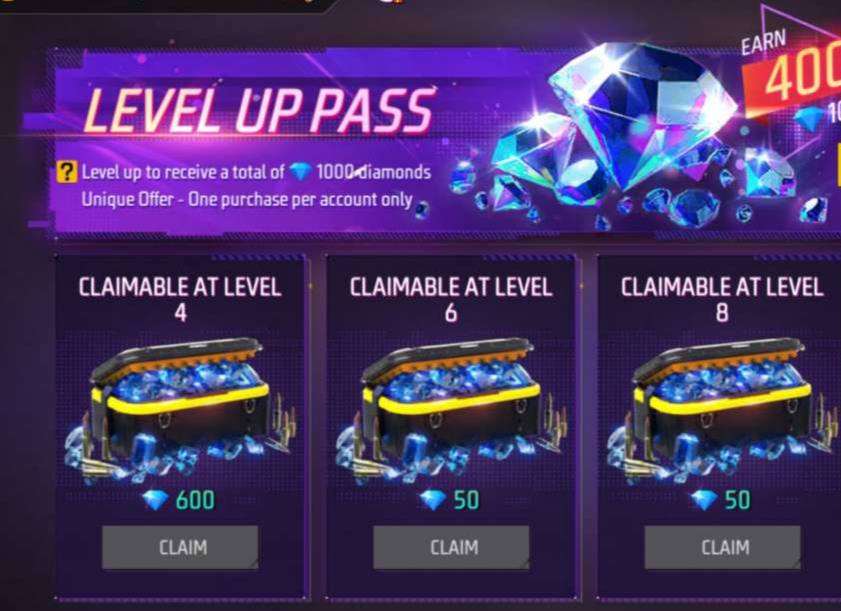 EARN
400
LEVEL UP PASS
? Level up to receive a total of 1000 diamonds
Unique Offer - One purchase per account only
CLAIMABLE AT LEVEL
4
600
CLAIM
CLAIMABLE AT LEVEL
6
50
CLAIM
CLAIMABLE AT LEVEL
8
50
CLAIM